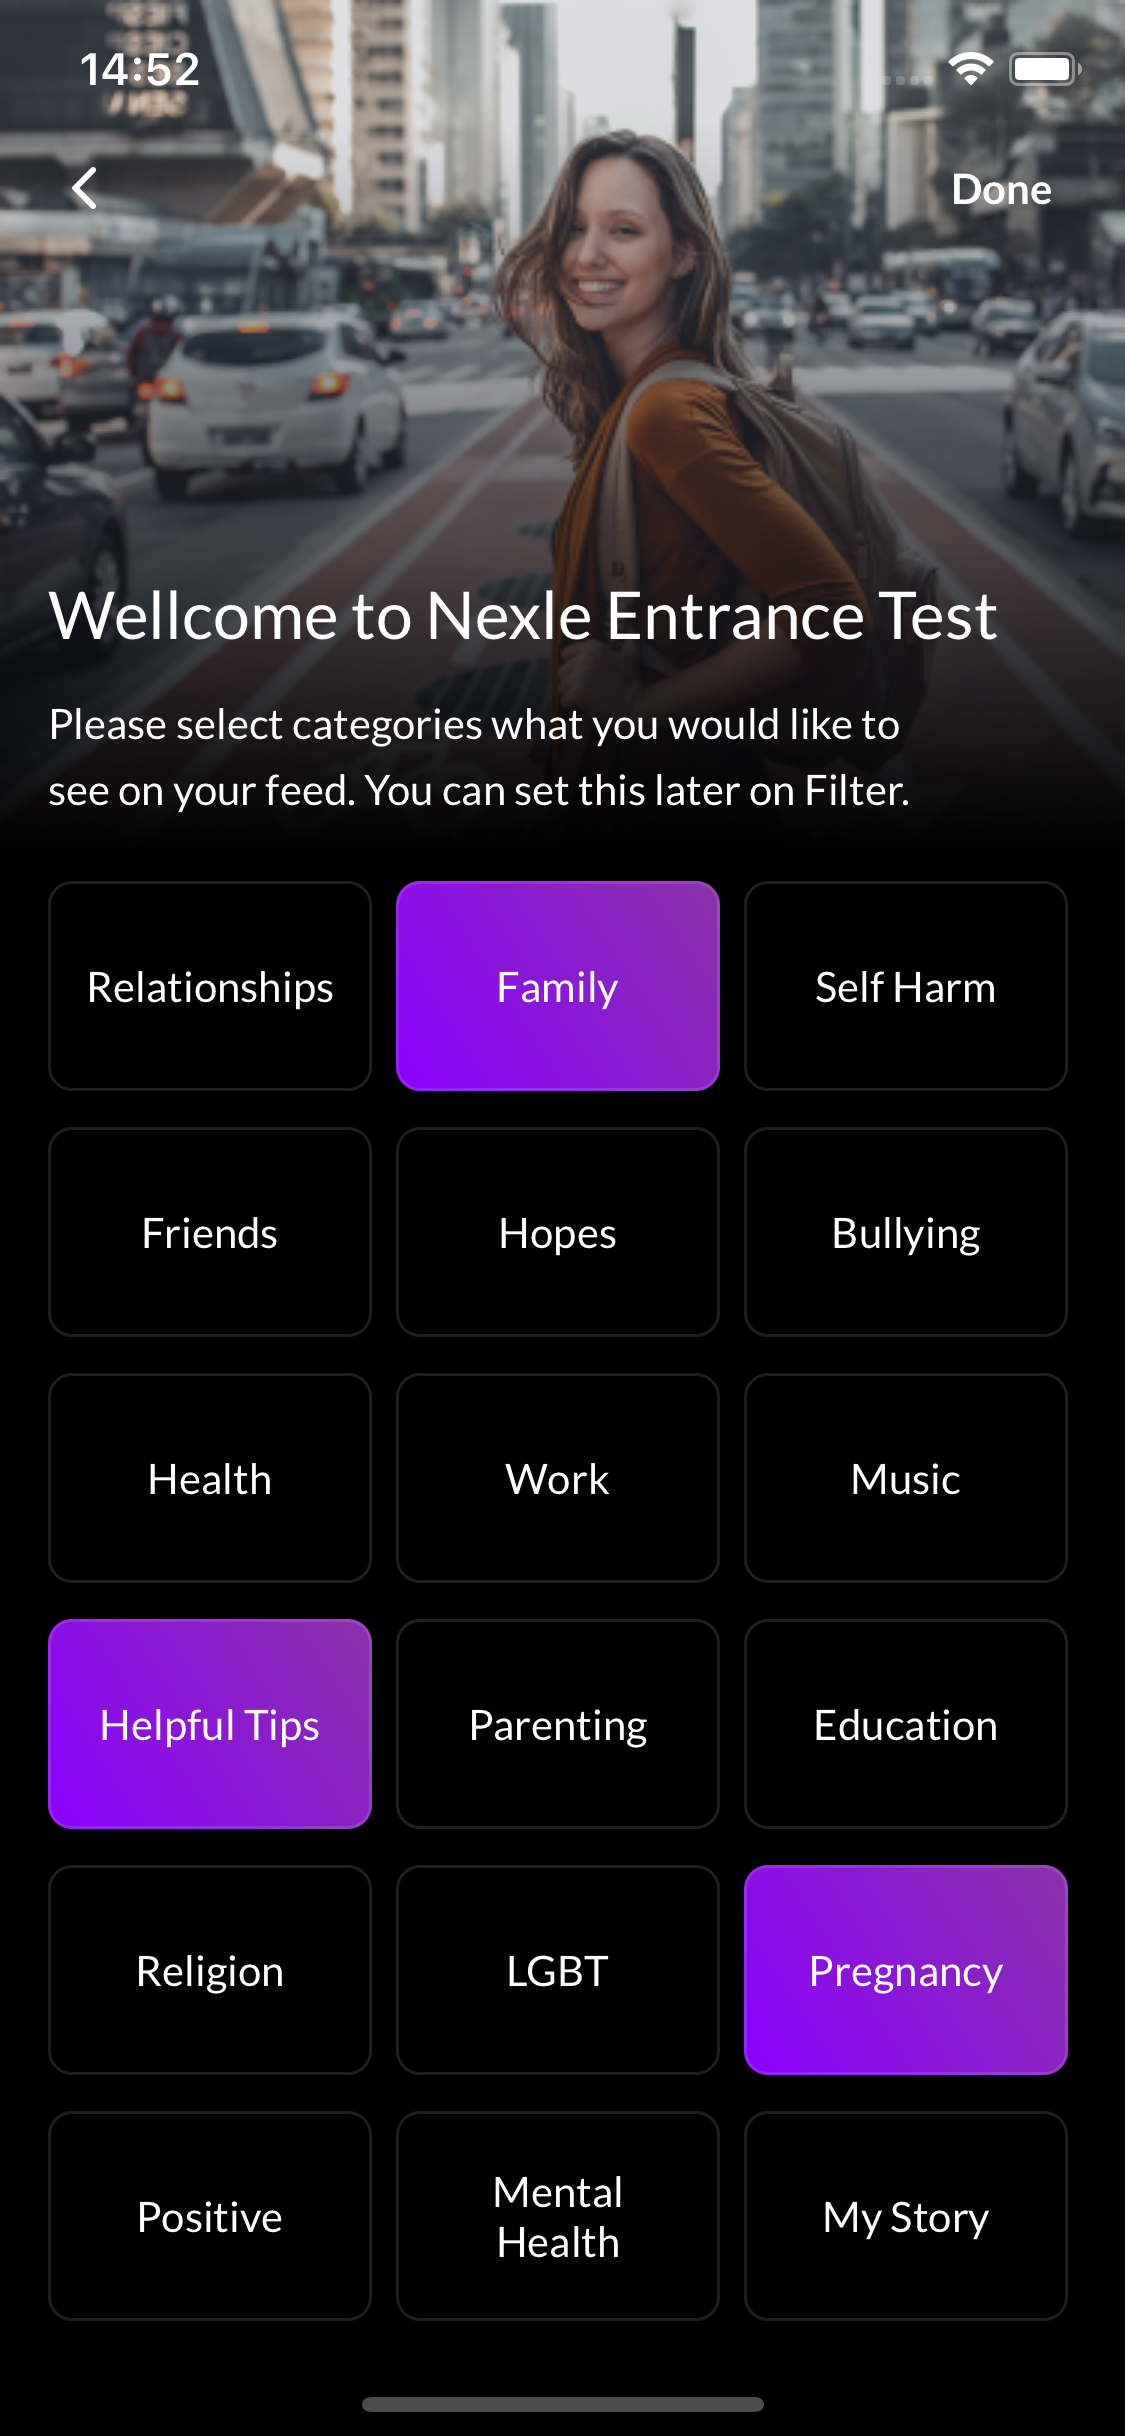 14:52
Done
Wellcome to Nexle Entrance Test
Please select categories what you would like to
see on your feed. You can set this later on Filter.
Relationships
Family
Self Harm
Friends
Hopes
Bullying
Health
Work
Music
Helpful Tips
Parenting
Education
Religion
LGBT
Pregnancy
Positive
Mental
Health
My Story